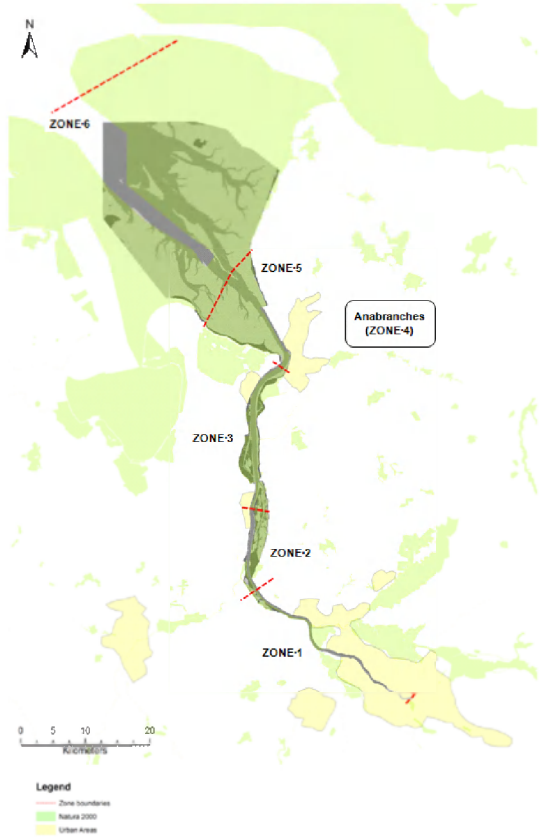 N
ZONE-6
ZONE-5
Anabranches
(ZONE-4)
ZONE-3
ZONE-2
ZONE-1
0 5 10 20
Kilometers
Legend
Zone boundaries
Natura 2000
Urban Areas